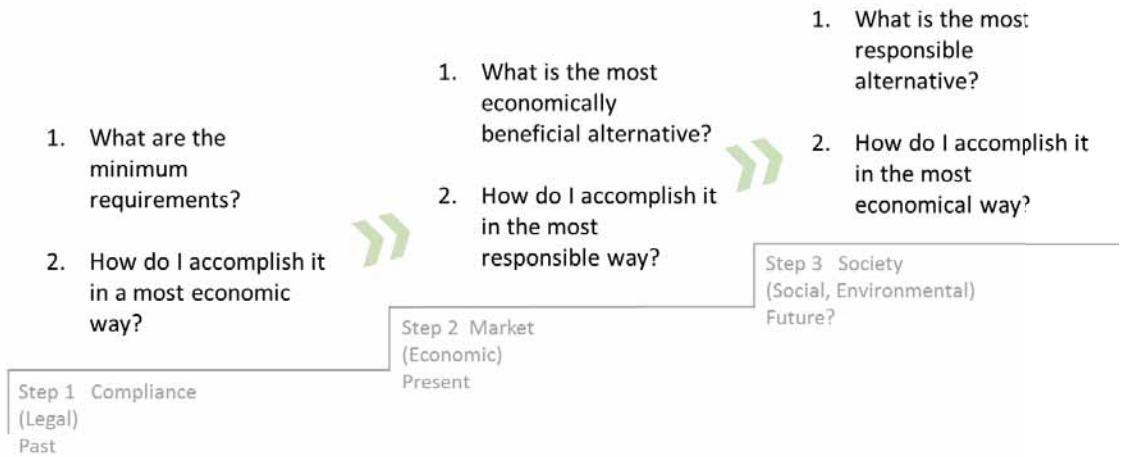 1. What are the
minimum
requirements?
2. How do I accomplish it
in a most economic
way?
Step 1 Compliance
(Legal)
Past
1. What is the most
economically
beneficial alternative?
2. How do I accomplish it
in the most
responsible way?
Step 2 Market
(Economic)
Present
1. What is the most
responsible
alternative?
2. How do I accomplish it
in the most
economical way?
Step 3 Society
(Social, Environmental)
Future?